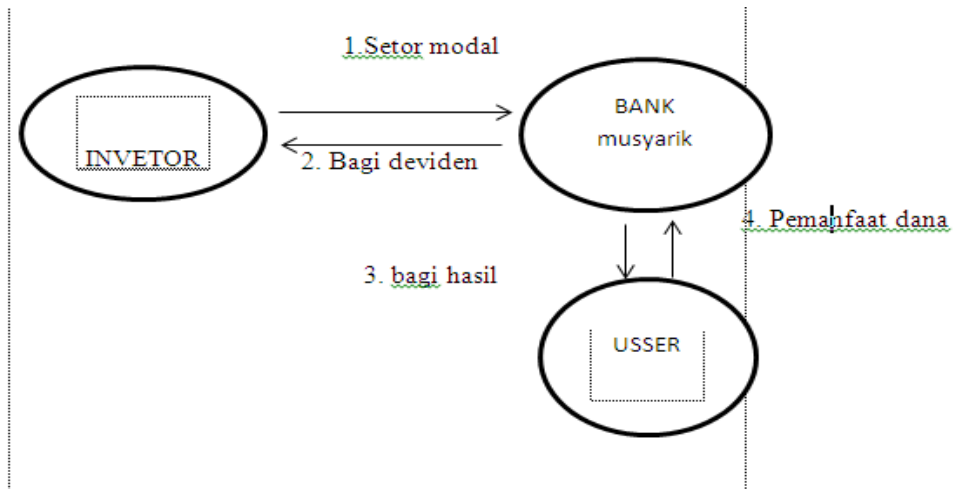 1.Setor modal
INVETOR
BANK
musyarik
2. Bagi deviden
4. Pemanfaat dana
3. bagi hasil
USSER